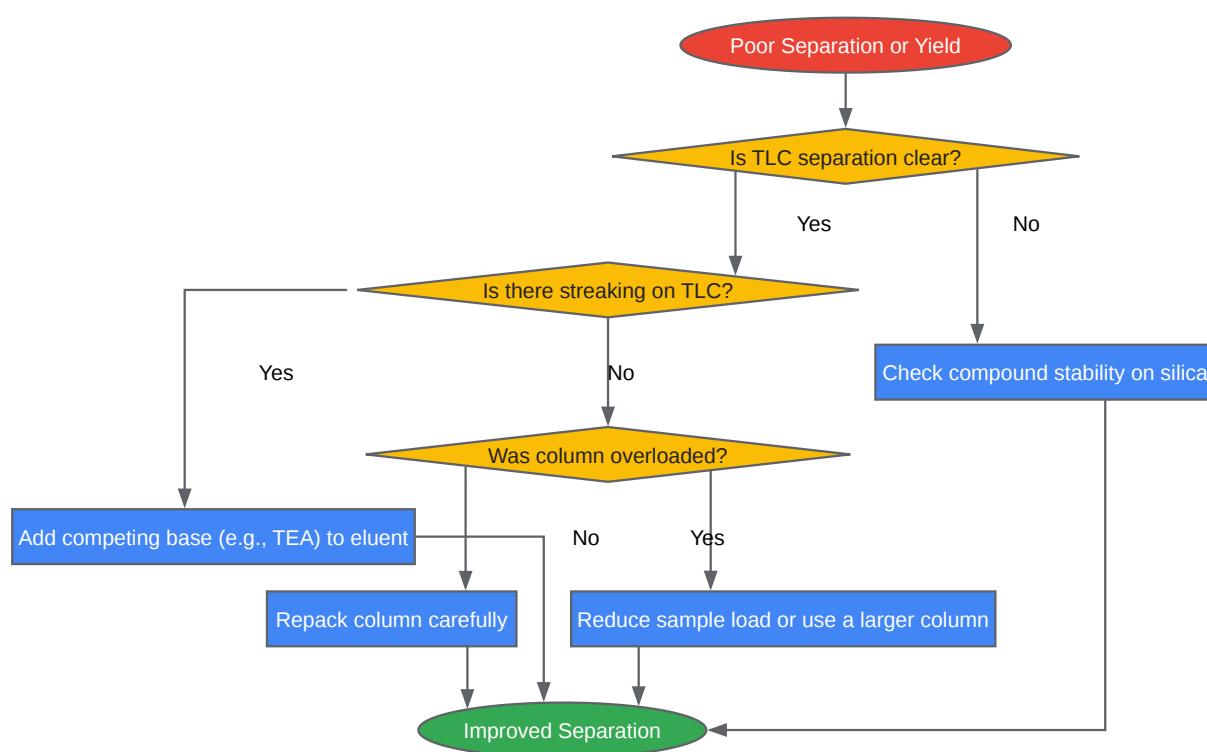 Poor Separation or Yield
Is TLC separation clear?
Yes
No
Is there streaking on TLC?
Yes
No
Check compound stability on silica
Was column overloaded?
Add competing base (e.g., TEA) to eluent
No
Yes
Repack column carefully
Reduce sample load or use a larger column
Improved Separation